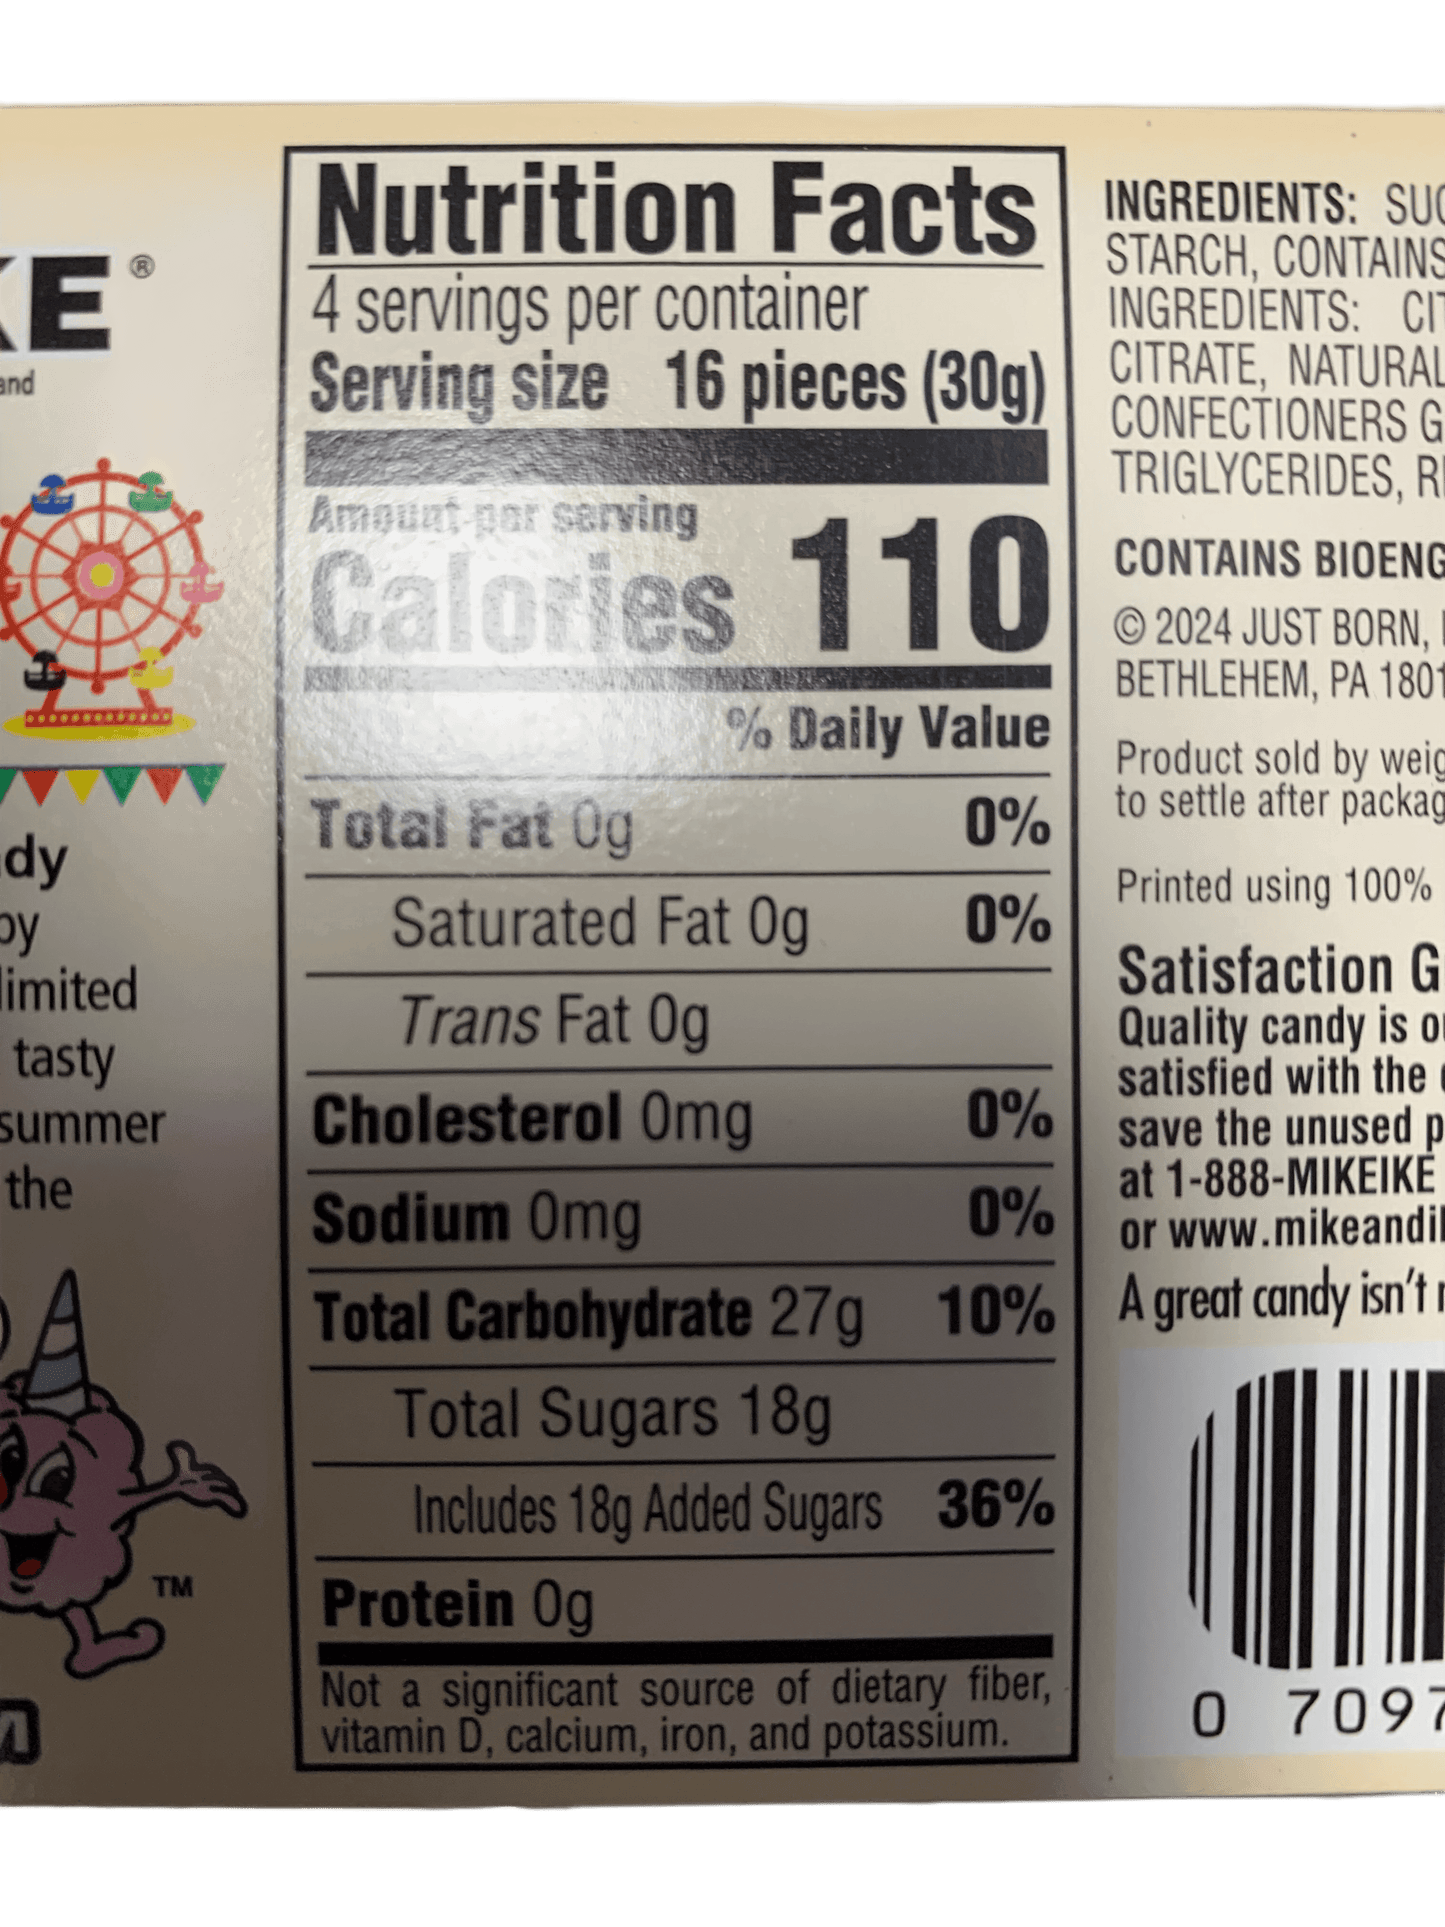 KE®
and
dy
by
limited
tasty
summer
the
TM
Nutrition Facts
4 servings per container
Serving size 16 pieces (30g)
Amount per serving
Calories 110
% Daily Value
Total Fat 0g 0%
Saturated Fat 0g 0%
Trans Fat 0g
Cholesterol 0mg 0%
Sodium 0mg 0%
Total Carbohydrate 27g 10%
Total Sugars 18g
Includes 18g Added Sugars 36%
Protein 0g
Not a significant source of dietary fiber,
vitamin D, calcium, iron, and potassium.
INGREDIENTS:
STARCH, CONTAINS
INGREDIENTS:
CITRATE, NATURAL
CONFECTIONERS
TRIGLYCERIDES,
CONTAINS
© 2024 JUST BORN,
BETHLEHEM, PA
Product sold by
to settle after
Printed using 100%
Satisfaction
Quality candy is
satisfied with the
save the unused
at 1-888-MIKEIKE
or
A great candy isn't
0 7097